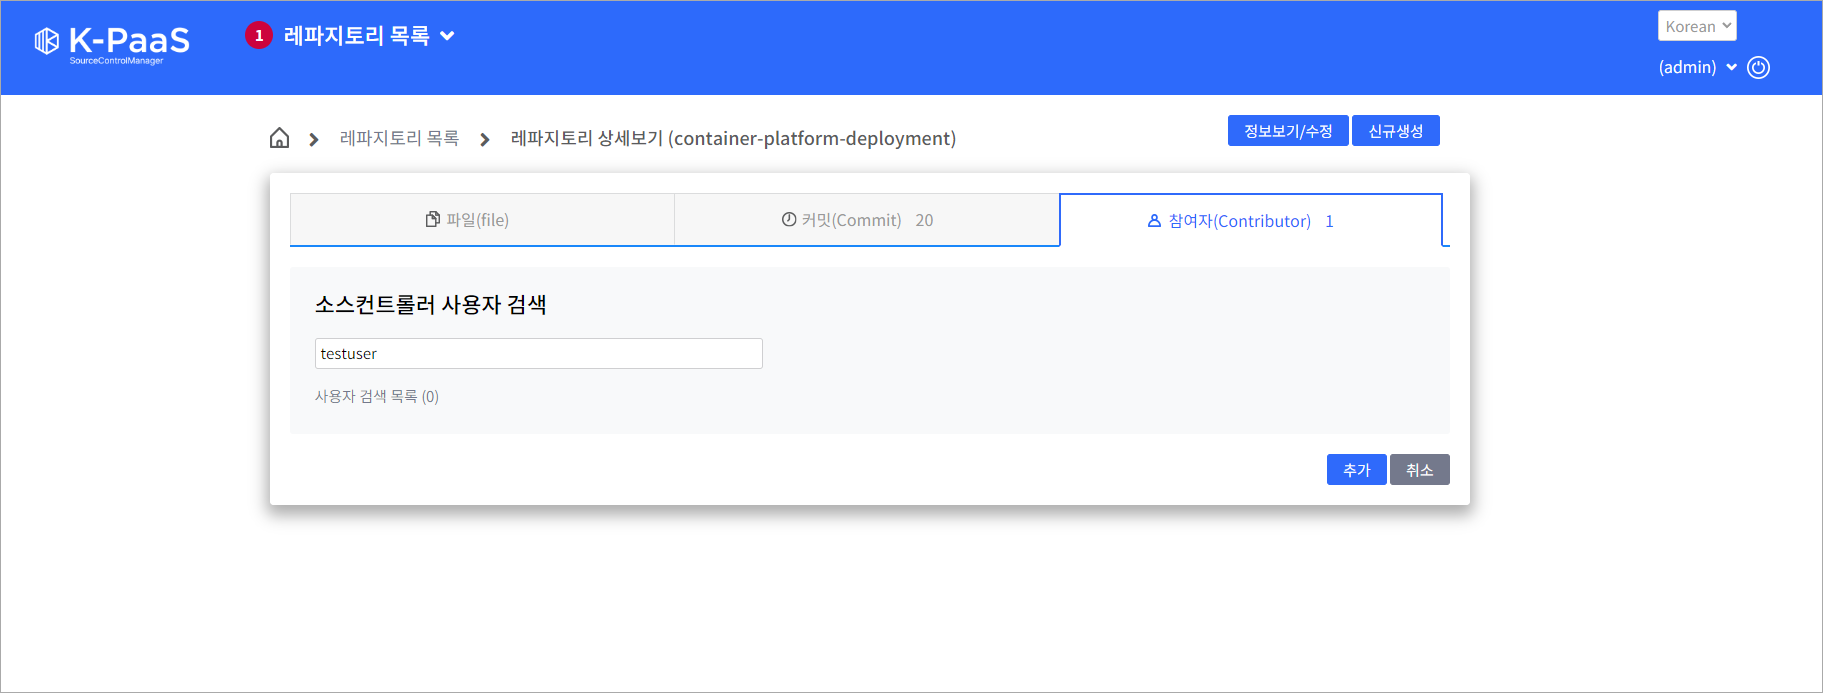 K-PaaS
SourceControlManager
1 레파지토리 목록
Korean
(admin)
레파지토리 목록 레파지토리 상세보기 (container-platform-deployment)
정보보기/수정 신규생성
파일(file) 커밋(Commit) 20 참여자(Contributor) 1
소스컨트롤러 사용자 검색
testuser
사용자 검색 목록 (0)
추가 취소